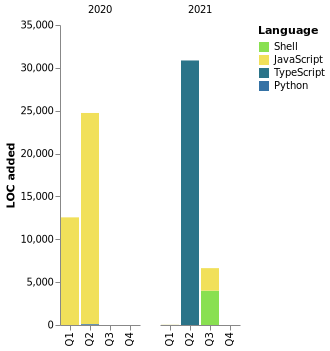 2020
2021
Language
Shell
JavaScript
TypeScript
Python
LOC added
35,000
30,000
25,000
20,000
15,000
10,000
5,000
0
Q1 Q2 Q3 Q4
Q1 Q2 Q3 Q4